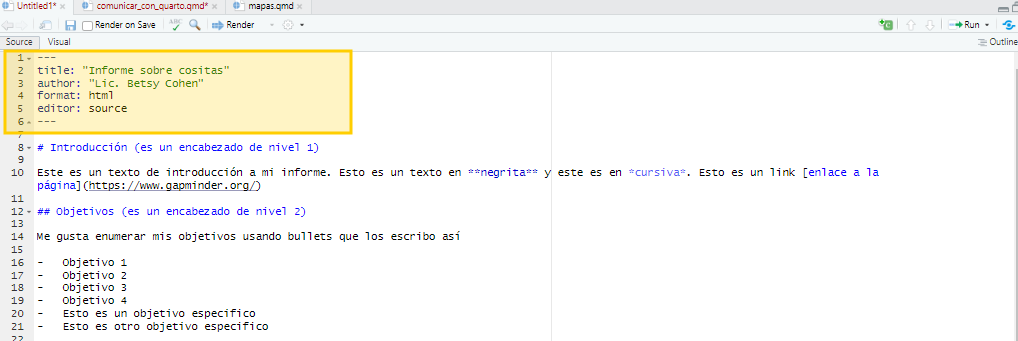 Untitled1* comunicar_con_quarto.qmd* mapas.qmd
Render on Save ABC Render Run
Source Visual Outline
1 ---
2 title: "Informe sobre cositas"
3 author: "Lic. Betsy Cohen"
4 format: html
5 editor: source
6 ---
7
8 # Introducción (es un encabezado de nivel 1)
9
10 Este es un texto de introducción a mi informe. Esto es un texto en **negrita** y este es en *cursiva*. Esto es un link [enlace a la
página](https://www.gapminder.org/)
11
12 ## Objetivos (es un encabezado de nivel 2)
13
14 Me gusta enumerar mis objetivos usando bullets que los escribo así
15
16 - Objetivo 1
17 - Objetivo 2
18 - Objetivo 3
19 - Objetivo 4
20 - Esto es un objetivo especifico
21 - Esto es otro objetivo especifico
22